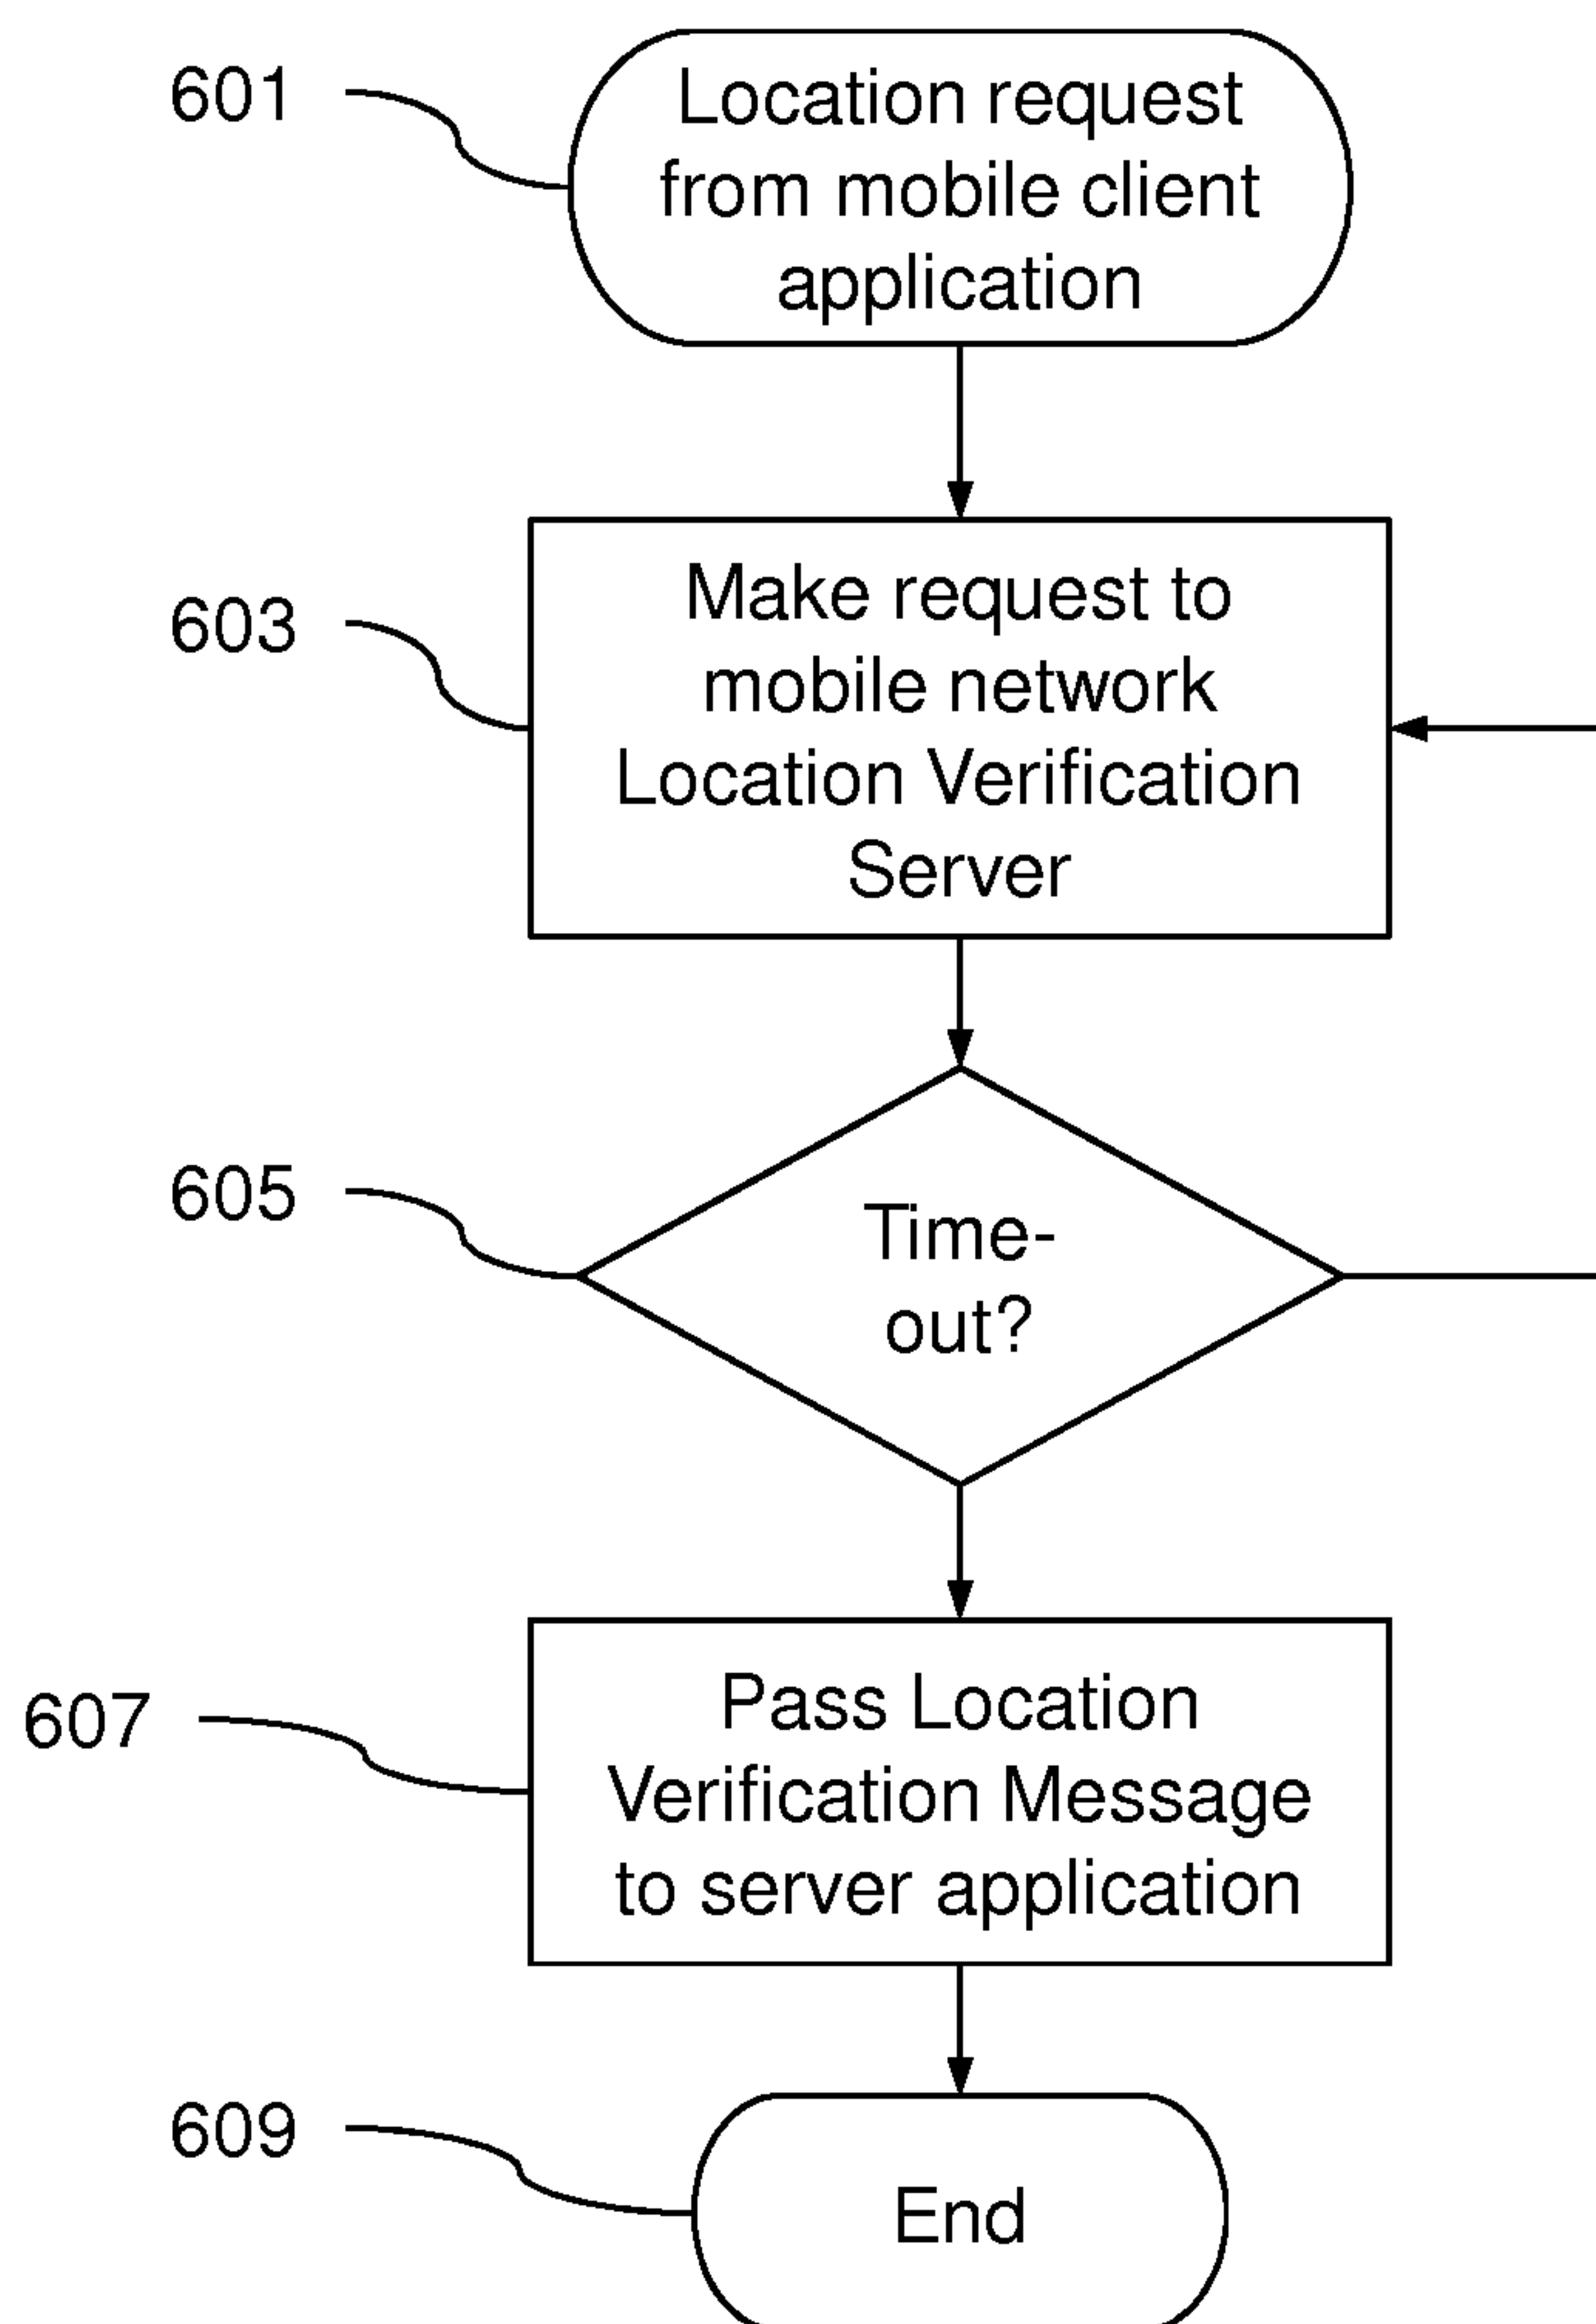 601
Location request
from mobile client
application
603
Make request to
mobile network
Location Verification
Server
605
Time-
out?
607
Pass Location
Verification Message
to server application
609
End